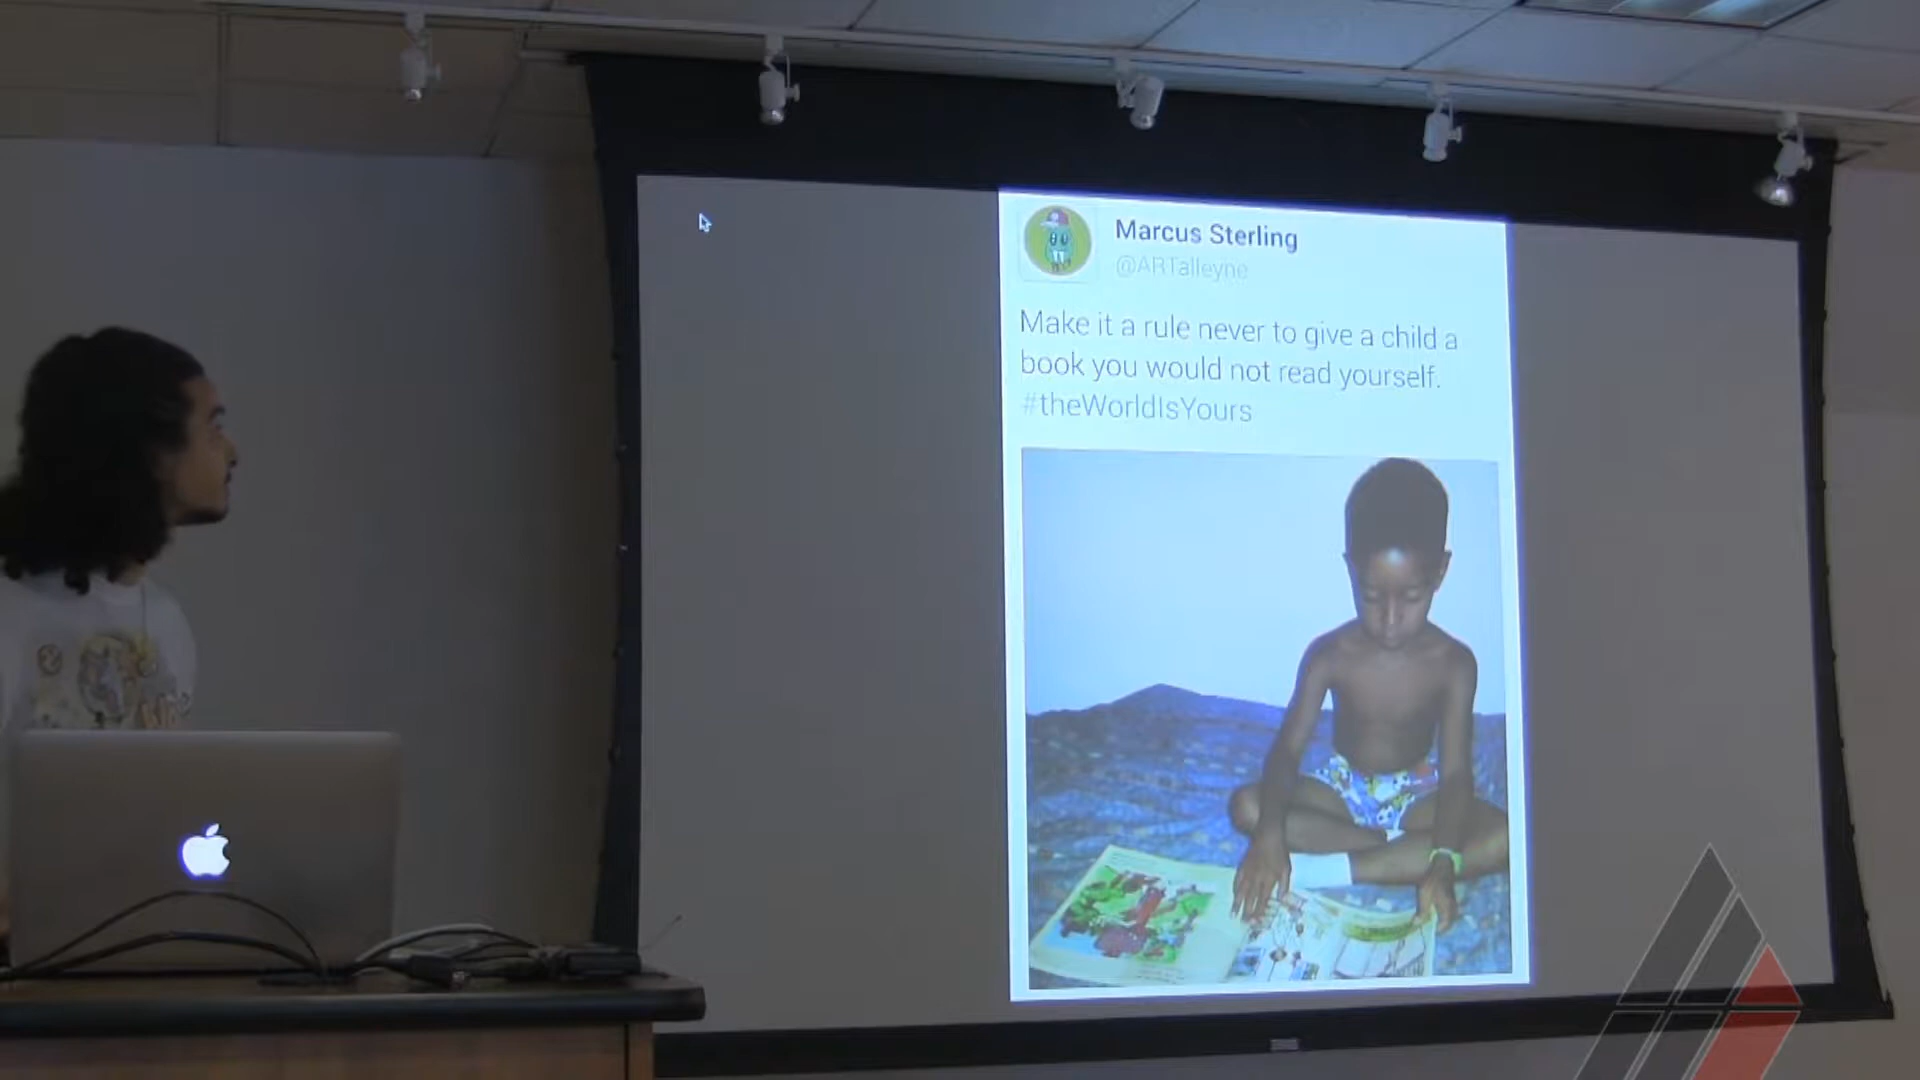 Marcus Sterling
@ARTalleyne
Make it a rule never to give a child a
book you would not read yourself.
#theWorldIsYours